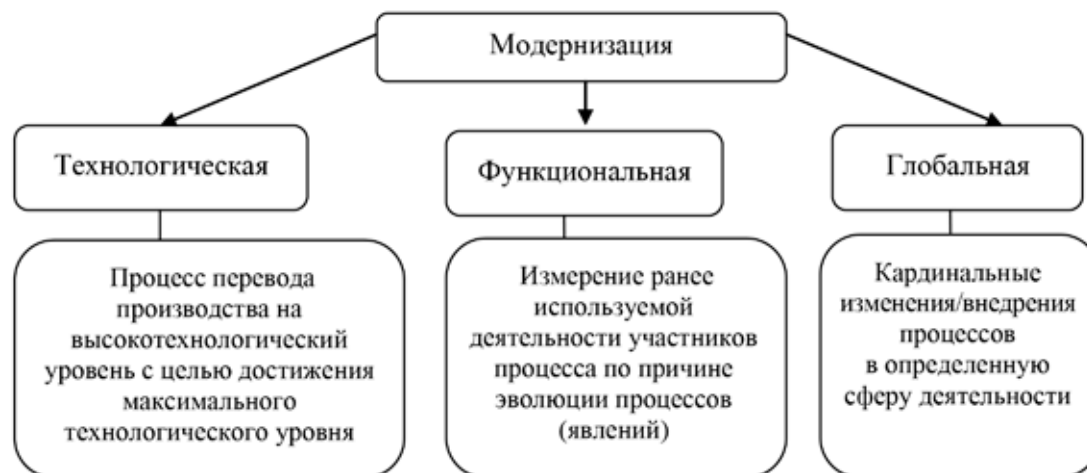 Модернизация
Технологическая
Функциональная
Глобальная
Процесс перевода
производства на
высокотехнологический
уровень с целью достижения
максимального
технологического уровня
Измерение ранее
используемой
деятельности участников
процесса по причине
эволюции процессов
(явлений)
Кардинальные
изменения/внедрения
процессов
в определенную
сферу деятельности